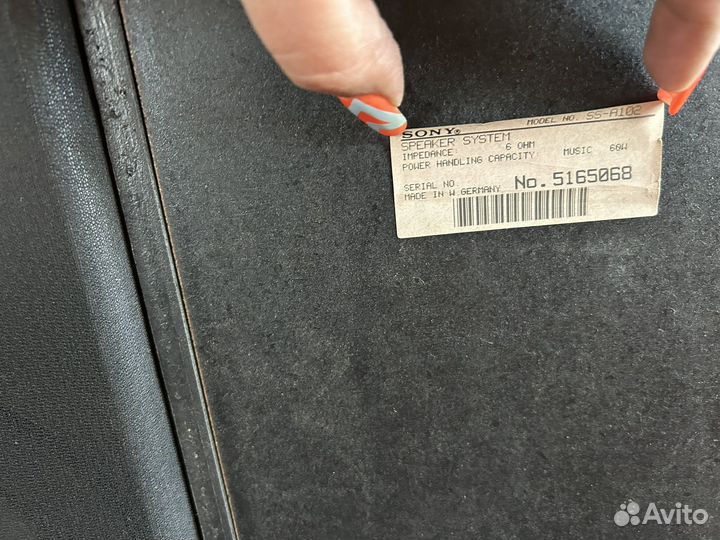 SONY®
MODEL NO. SS-A102
SPEAKER SYSTEM
IMPEDANCE 6 OHM
POWER HANDLING CAPACITY MUSIC 60W
SERIAL NO. No. 5165068
MADE IN W.GERMANY
Avito